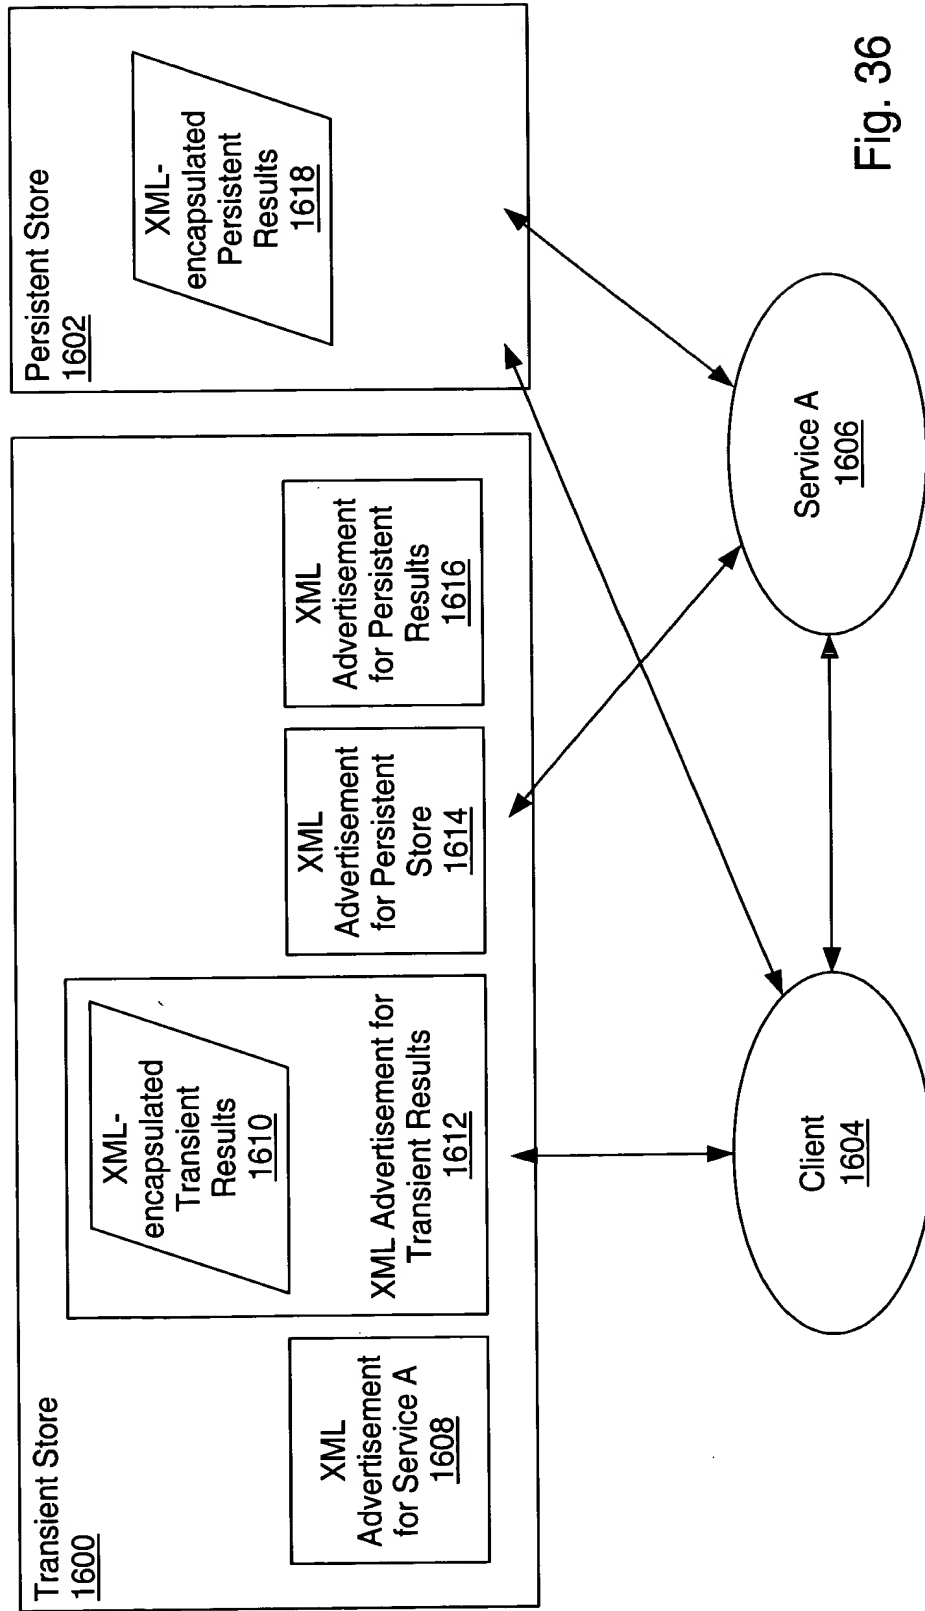 Transient Store
1600
XML
Advertisement
for Service A
1608
XML-
encapsulated
Transient
Results
1610
XML Advertisement for
Transient Results
1612
XML
Advertisement
for Persistent
Store
1614
XML
Advertisement
for Persistent
Results
1616
Persistent Store
1602
XML-
encapsulated
Persistent
Results
1618
Client
1604
Service A
1606
Fig. 36